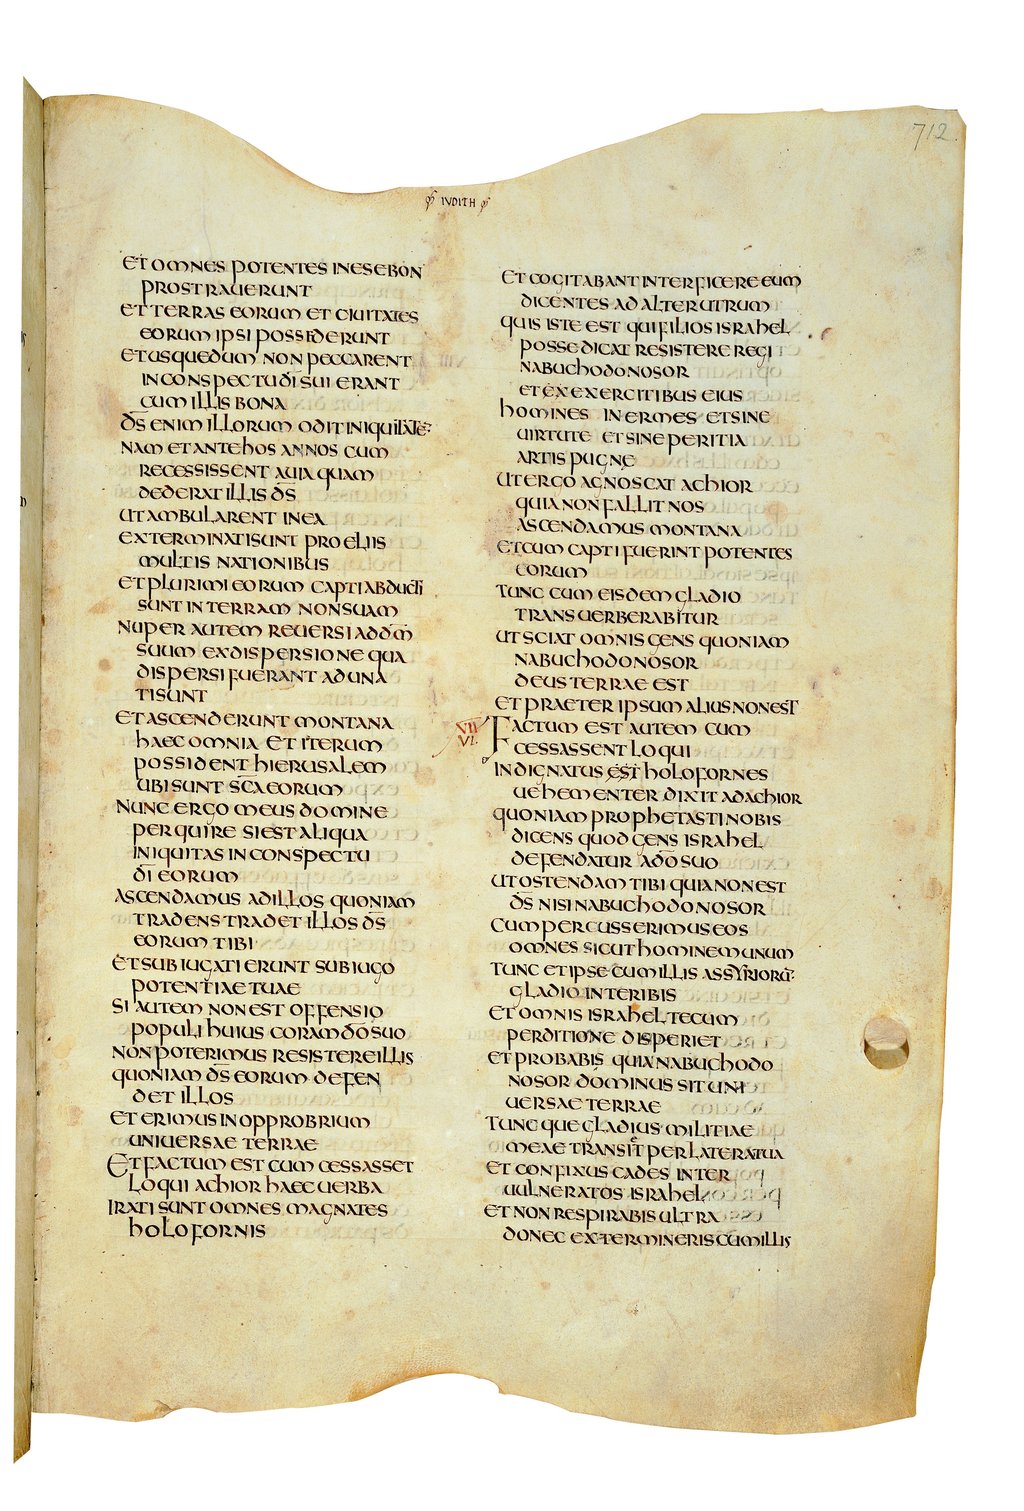 712
IUDITH
ET OMNES POTENTES IN ESEBON
PROSTRAUERUNT
ET TERRAS EORUM ET CIUITATES
EORUM IPSI POSSIDERUNT
ET USQUEDUM NON PECCARENT
IN CONSPECTU DI SUI ERANT
CUM ILLIS BONA
DS ENIM ILLORUM ODIT INIQUITATE
NAM ET ANTE HOS ANNOS CUM
RECESSISSENT A UIA QUAM
DEDERAT ILLIS DS
UT AMBULARENT IN EA
EXTERMINATI SUNT PROELIIS
MULTIS NATIONIBUS
ET PLURIMI EORUM CAPTI ABDUCTI
SUNT IN TERRAM NON SUAM
NUPER AUTEM REUERSI AD DM
SUUM EX DISPERSIONE QUA
DISPERSI FUERANT ADUNA
TI SUNT
ET ASCENDERUNT MONTANA
HAEC OMNIA ET ITERUM
POSSIDENT HIERUSALEM
UBI SUNT SCA EORUM
NUNC ERGO MEUS DOMINE
PERQUIRE SI EST ALIQUA
INIQUITAS IN CONSPECTU
DI EORUM
ASCENDAMUS AD ILLOS QUONIAM
TRADENS TRADET ILLOS DS
EORUM TIBI
ET SUBIUGATI ERUNT SUB IUGO
POTENTIAE TUAE
SI AUTEM NON EST OFFENSIO
POPULI HUIUS CORAM DO SUO
NON POTERIMUS RESISTERE ILLIS
QUONIAM DS EORUM DEFEN
DET ILLOS
ET ERIMUS IN OPPROBRIUM
UNIUERSAE TERRAE
ET FACTUM EST CUM CESSASSET
LOQUI ACHIOR HAEC UERBA
IRATI SUNT OMNES MAGNATES
HOLOFORNIS
ET COGITABANT INTERFICERE EUM
DICENTES AD ALTERUTRUM
QUIS ISTE EST QUI FILIOS ISRAHEL
POSSE DICAT RESISTERE REGI
NABUCHODONOSOR
ET EX EXERCITIBUS EIUS
HOMINES INERMES ET SINE
UIRTUTE ET SINE PERITIA
ARTIS PUGNĘ
UT ERGO AGNOSCAT ACHIOR
QUIA NON FALLIT NOS
ASCENDAMUS MONTANA
ET CUM CAPTI FUERINT POTENTES
EORUM
TUNC CUM EISDEM GLADIO
TRANSUERBERABITUR
UT SCIAT OMNIS GENS QUONIAM
NABUCHODONOSOR
DEUS TERRAE EST
ET PRAETER IPSUM ALIUS NON EST
VII
VI
FACTUM EST AUTEM CUM
CESSASSENT LOQUI
INDIGNATUS EST HOLOFORNES
UEHEMENTER DIXIT AD ACHIOR
QUONIAM PROPHETASTI NOBIS
DICENS QUOD GENS ISRAHEL
DEFENDATUR A DO SUO
UT OSTENDAM TIBI QUIA NON EST
DS NISI NABUCHODONOSOR
CUM PERCUSSERIMUS EOS
OMNES SICUT HOMINEM UNUM
TUNC ET IPSE CUM ILLIS ASSYRIORU
GLADIO INTERIBIS
ET OMNIS ISRAHEL TECUM
PERDITIONE DISPERIET
ET PROBABIS QUIA NABUCHODO
NOSOR DOMINUS SIT UNI
UERSAE TERRAE
TUNCQUE GLADIUS MILITIAE
MEAE TRANSIET PER LATERA TUA
ET CONFIXUS CADES INTER
UULNERATOS ISRAHEL
ET NON RESPIRABIS ULTRA
DONEC EXTERMINERIS CUM ILLIS